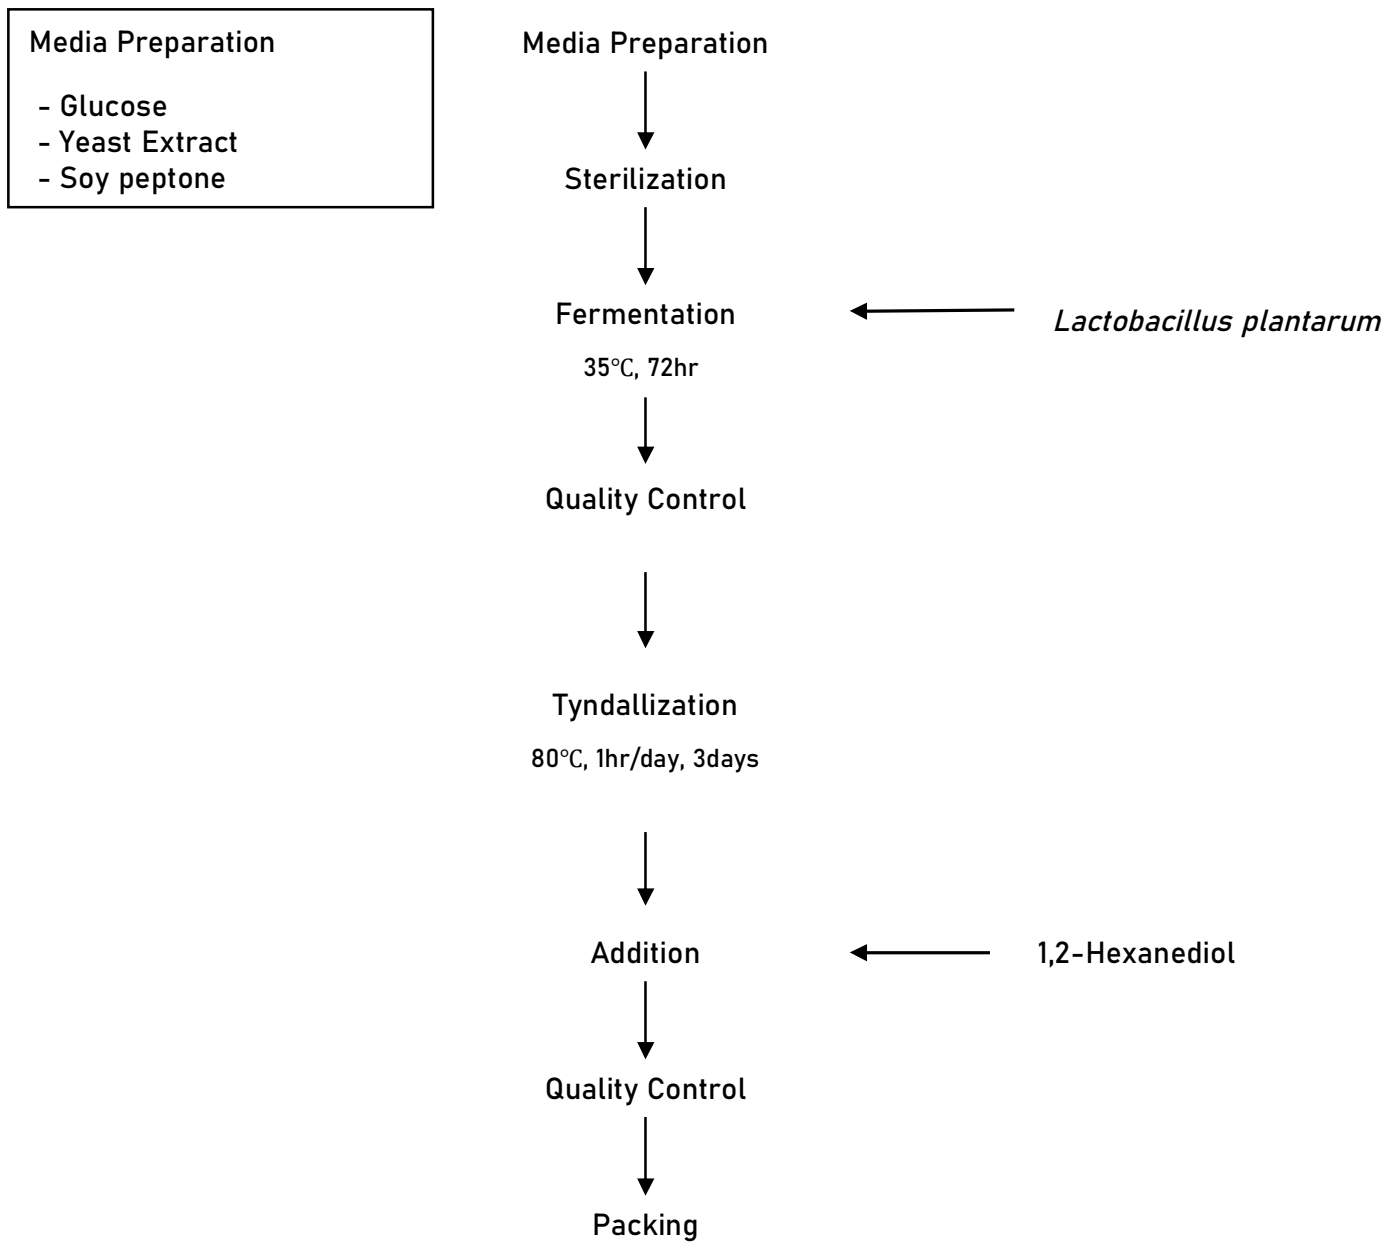 Media Preparation
- Glucose
- Yeast Extract
- Soy peptone
Media Preparation
Sterilization
Fermentation
35℃, 72hr
Lactobacillus plantarum
Quality Control
Tyndallization
80℃, 1hr/day, 3days
Addition
1,2-Hexanediol
Quality Control
Packing